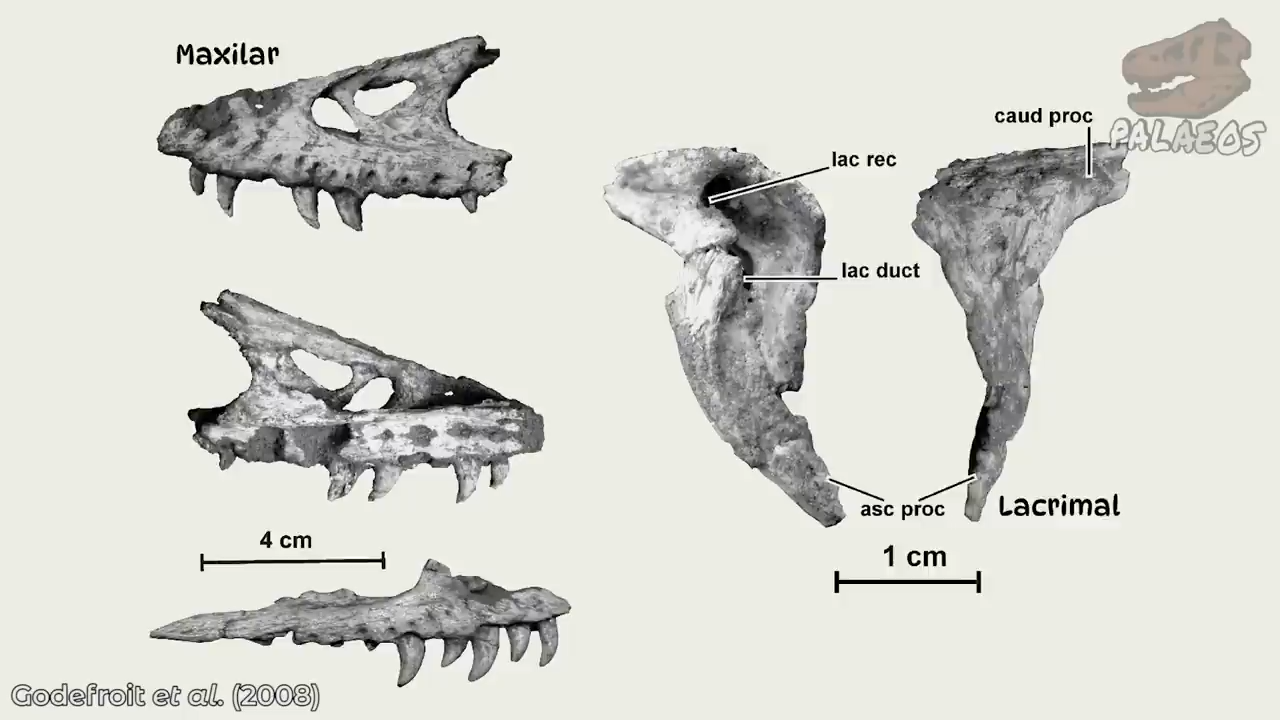 Maxilar
PALAEOS
caud proc
lac rec
lac duct
asc proc
Lacrimal
4 cm
1 cm
Godefroit et al. (2008)